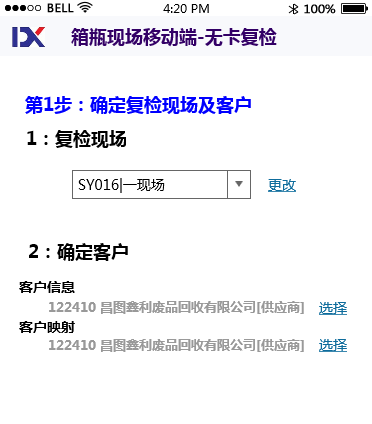 BELL 4:20 PM 100%
IDX 箱瓶现场移动端-无卡复检
第1步：确定复检现场及客户
1：复检现场
SY016|一现场 更改
2：确定客户
客户信息
122410 昌图鑫利废品回收有限公司[供应商] 选择
客户映射
122410 昌图鑫利废品回收有限公司[供应商] 选择